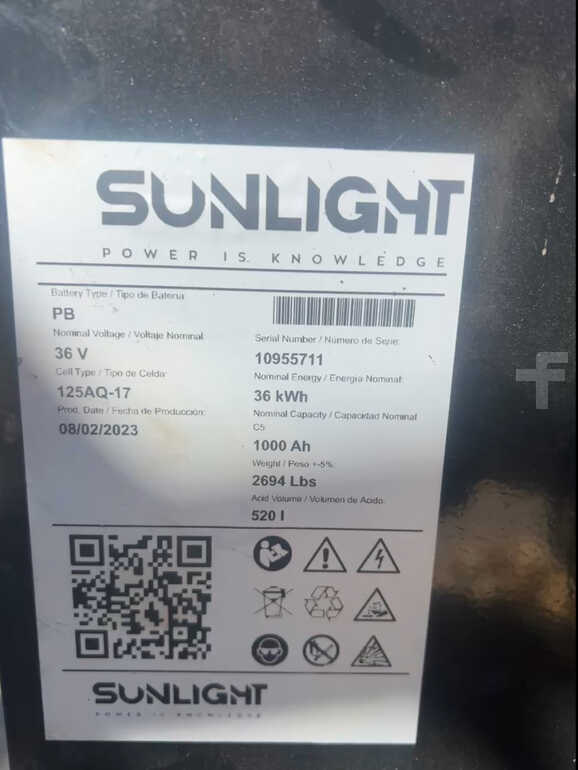 SUNLIGHT
POWER IS KNOWLEDGE
Battery Type / Tipo de Bateria
PB
Nominal Voltage / Voltaje Nominal
36 V
Cell Type / Tipo de Celda:
125AQ-17
Prod. Date / Fecha de Producción:
08/02/2023
Serial Number / Número de Serie:
10955711
Nominal Energy / Energia Nominal:
36 kWh
Nominal Capacity / Capacidad Nominal
C5
1000 Ah
Weight / Peso +-5%
2694 Lbs
Acid Volume / Volumen de Acido:
520 l
SUNLIGHT
POWER IS KNOWLEDGE
f